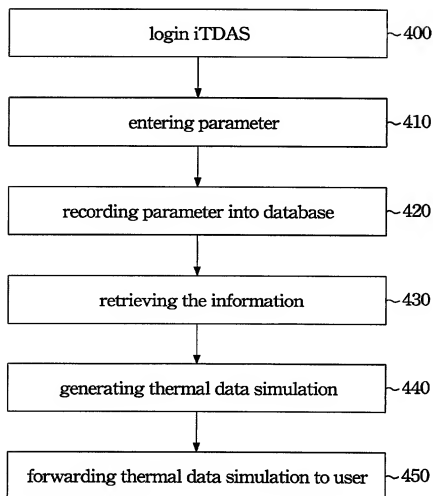 login iTDAS 400
entering parameter 410
recording parameter into database 420
retrieving the information 430
generating thermal data simulation 440
forwarding thermal data simulation to user 450